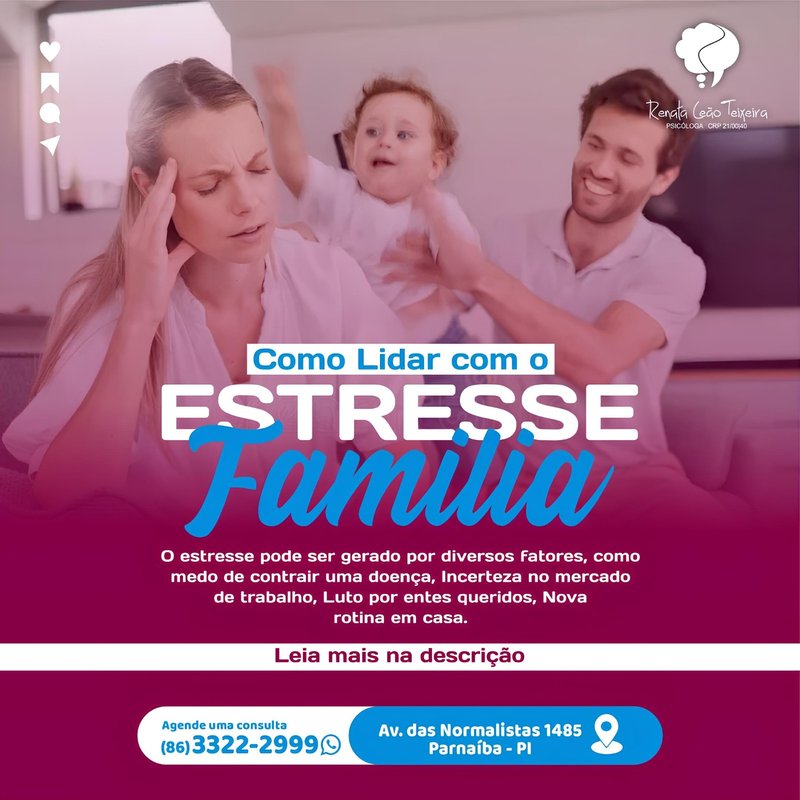 Renata Leão Teixeira
PSICÓLOGA CRP 21/00140
Como Lidar com o
ESTRESSE
Familia
O estresse pode ser gerado por diversos fatores, como
medo de contrair uma doença, Incerteza no mercado
de trabalho, Luto por entes queridos, Nova
rotina em casa.
Leia mais na descrição
Agende uma consulta
(86)3322-2999
Av. das Normalistas 1485
Parnaíba - PI